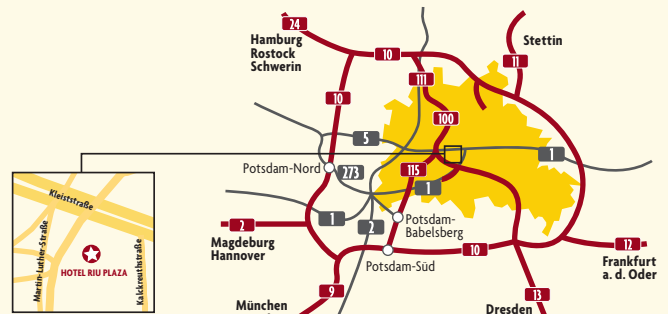 24
Hamburg
Rostock
Schwerin
10
Stettin
11
111
10
100
5
1
Potsdam-Nord
273
115
1
Kleiststraße
Martin-Luther-Straße
HOTEL RIU PLAZA
Kalckreuthstraße
2
1
2
Potsdam-
Babelsberg
Magdeburg
Hannover
10
12
Potsdam-Süd
Frankfurt
a. d. Oder
9
München
13
Dresden